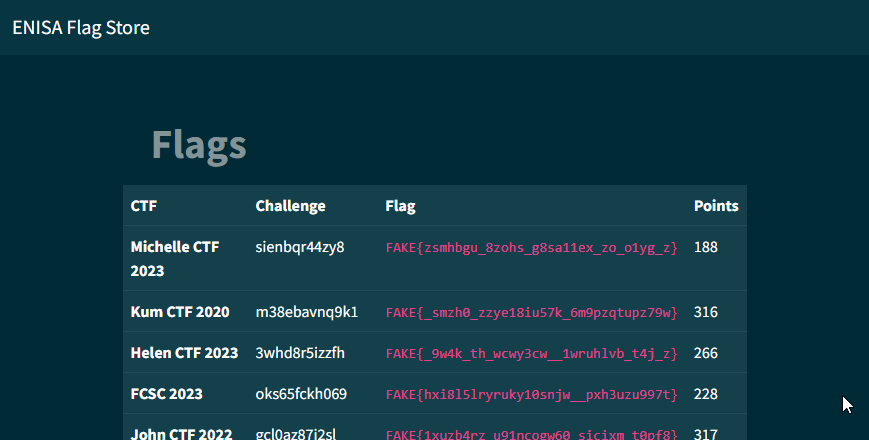 ENISA Flag Store
Flags
CTF Challenge Flag Points
Michelle CTF 2023 sienbqr44zy8 FAKE{zsmhbgu_8zohs_g8sa11ex_zo_o1yg_z} 188
Kum CTF 2020 m38ebavnq9k1 FAKE{_smzh0_zzye18iu57k_6m9pzqtupz79w} 316
Helen CTF 2023 3whd8r5izzfh FAKE{_9w4k_th_wcwy3cw__1wruhlvb_t4j_z} 266
FCSC 2023 oks65fckh069 FAKE{hxi8l5lryruky10snjw__pxh3uzu997t} 228
John CTF 2022 gcl0az87i2sl FAKE{1xuzb4rz_u91ncogw60_sicixm_t0pf8} 317